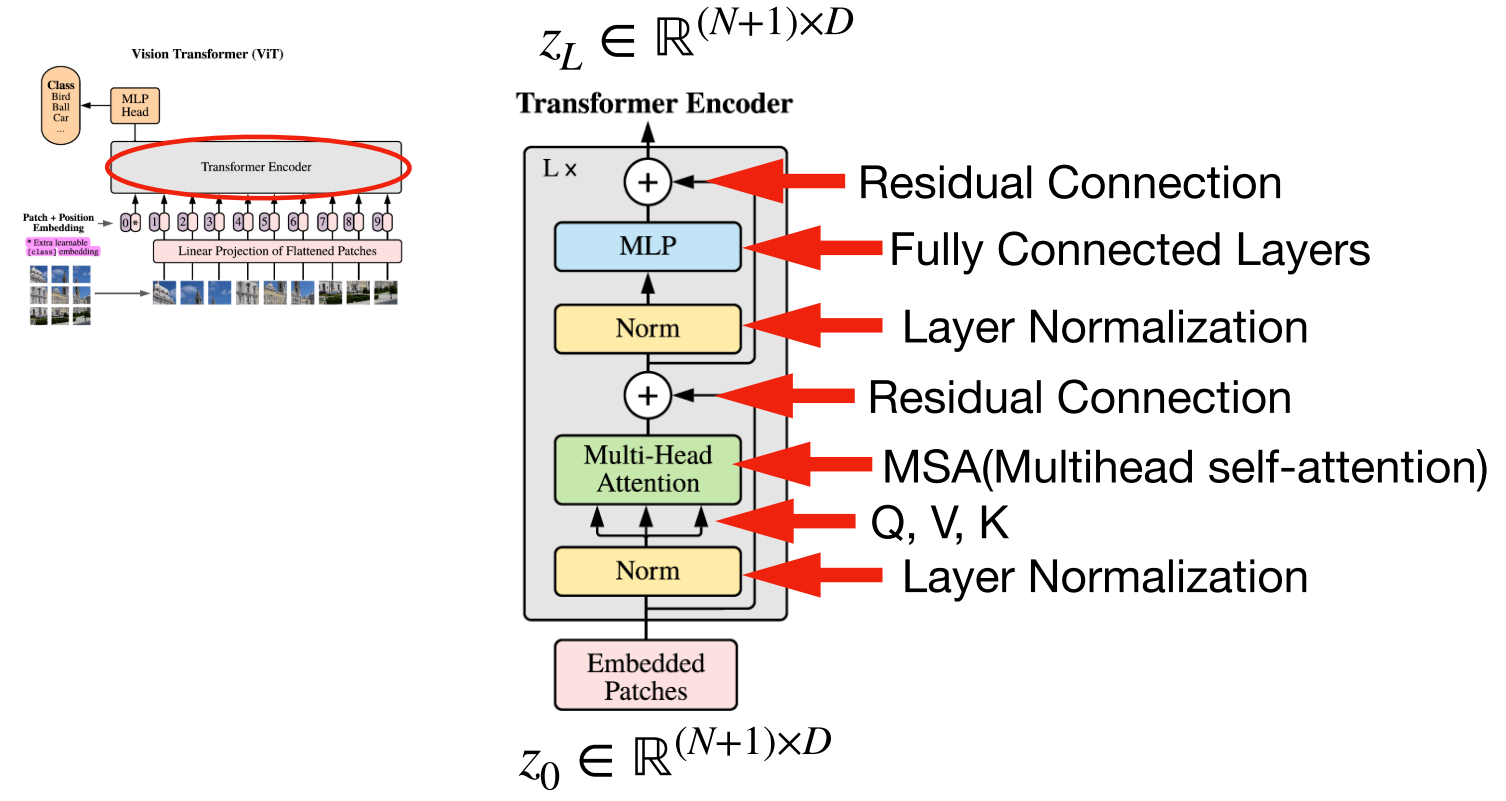 Vision Transformer (ViT)
Class
Bird
Ball
Car
...
MLP
Head
Transformer Encoder
Patch + Position
Embedding
0 * 1 2 3 4 5 6 7 8 9
* Extra learnable
[class] embedding
Linear Projection of Flattened Patches
z_L ∈ ℝ^{(N+1)×D}
Transformer Encoder
L ×
+
Residual Connection
MLP
Fully Connected Layers
Norm
Layer Normalization
+
Residual Connection
Multi-Head
Attention
MSA(Multihead self-attention)
Q, V, K
Norm
Layer Normalization
Embedded
Patches
z_0 ∈ ℝ^{(N+1)×D}